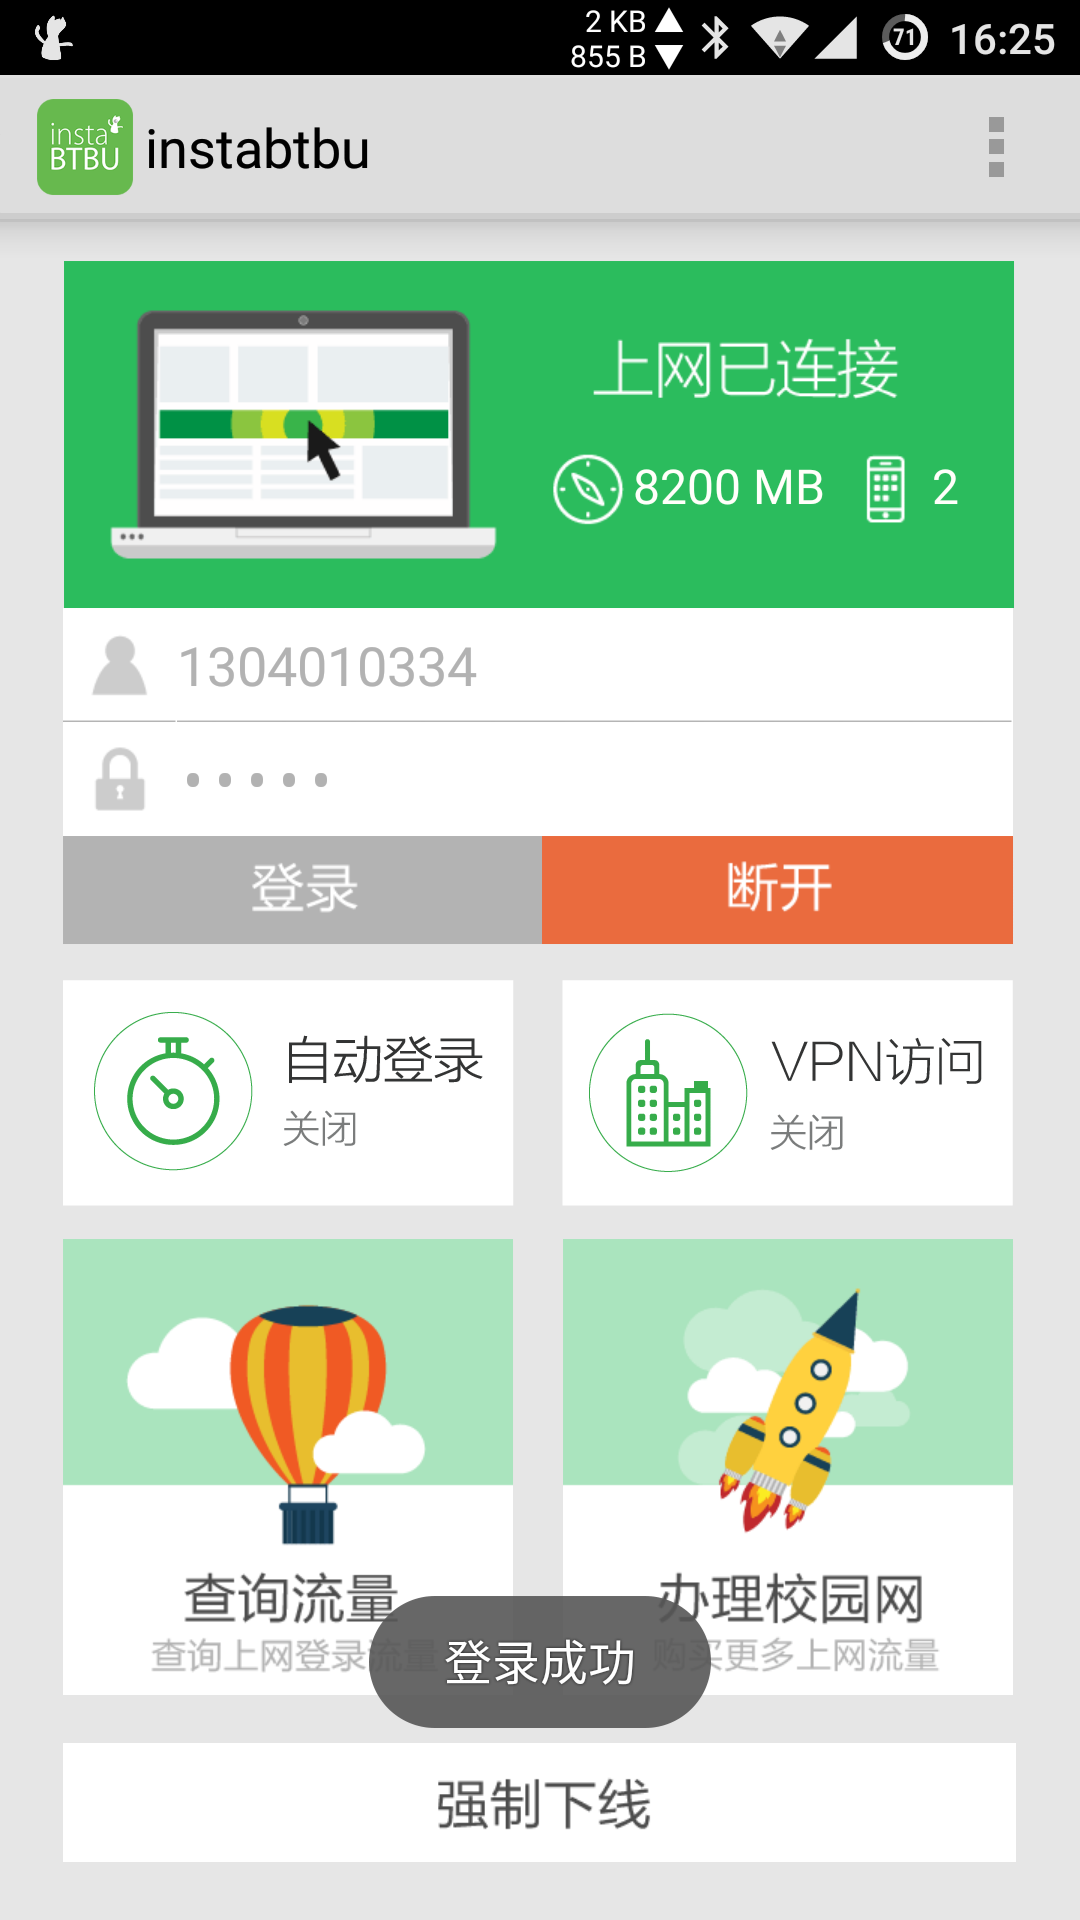 2 KB
855 B
71
16:25
insta
BTBU
instabtbu
上网已连接
8200 MB
2
1304010334
•••••
登录
断开
自动登录
关闭
VPN访问
关闭
查询流量
查询上网登录流量
办理校园网
购买更多上网流量
登录成功
强制下线